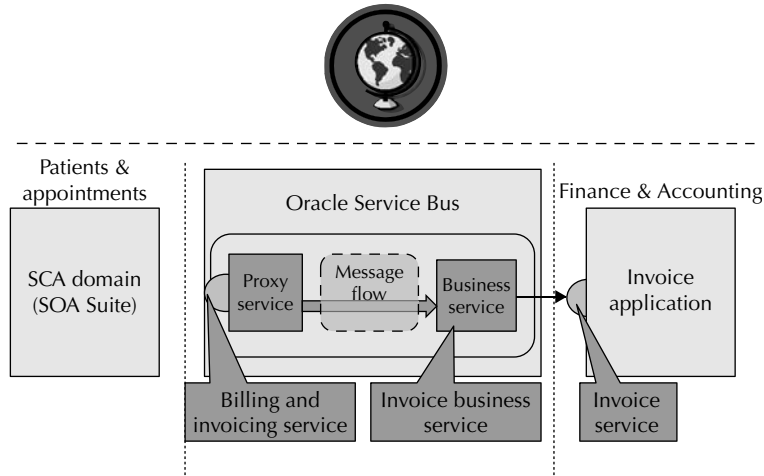 Patients &
appointments
Oracle Service Bus
Finance & Accounting
SCA domain
(SOA Suite)
Proxy
service
Message
flow
Business
service
Invoice
application
Billing and
invoicing service
Invoice business
service
Invoice
service